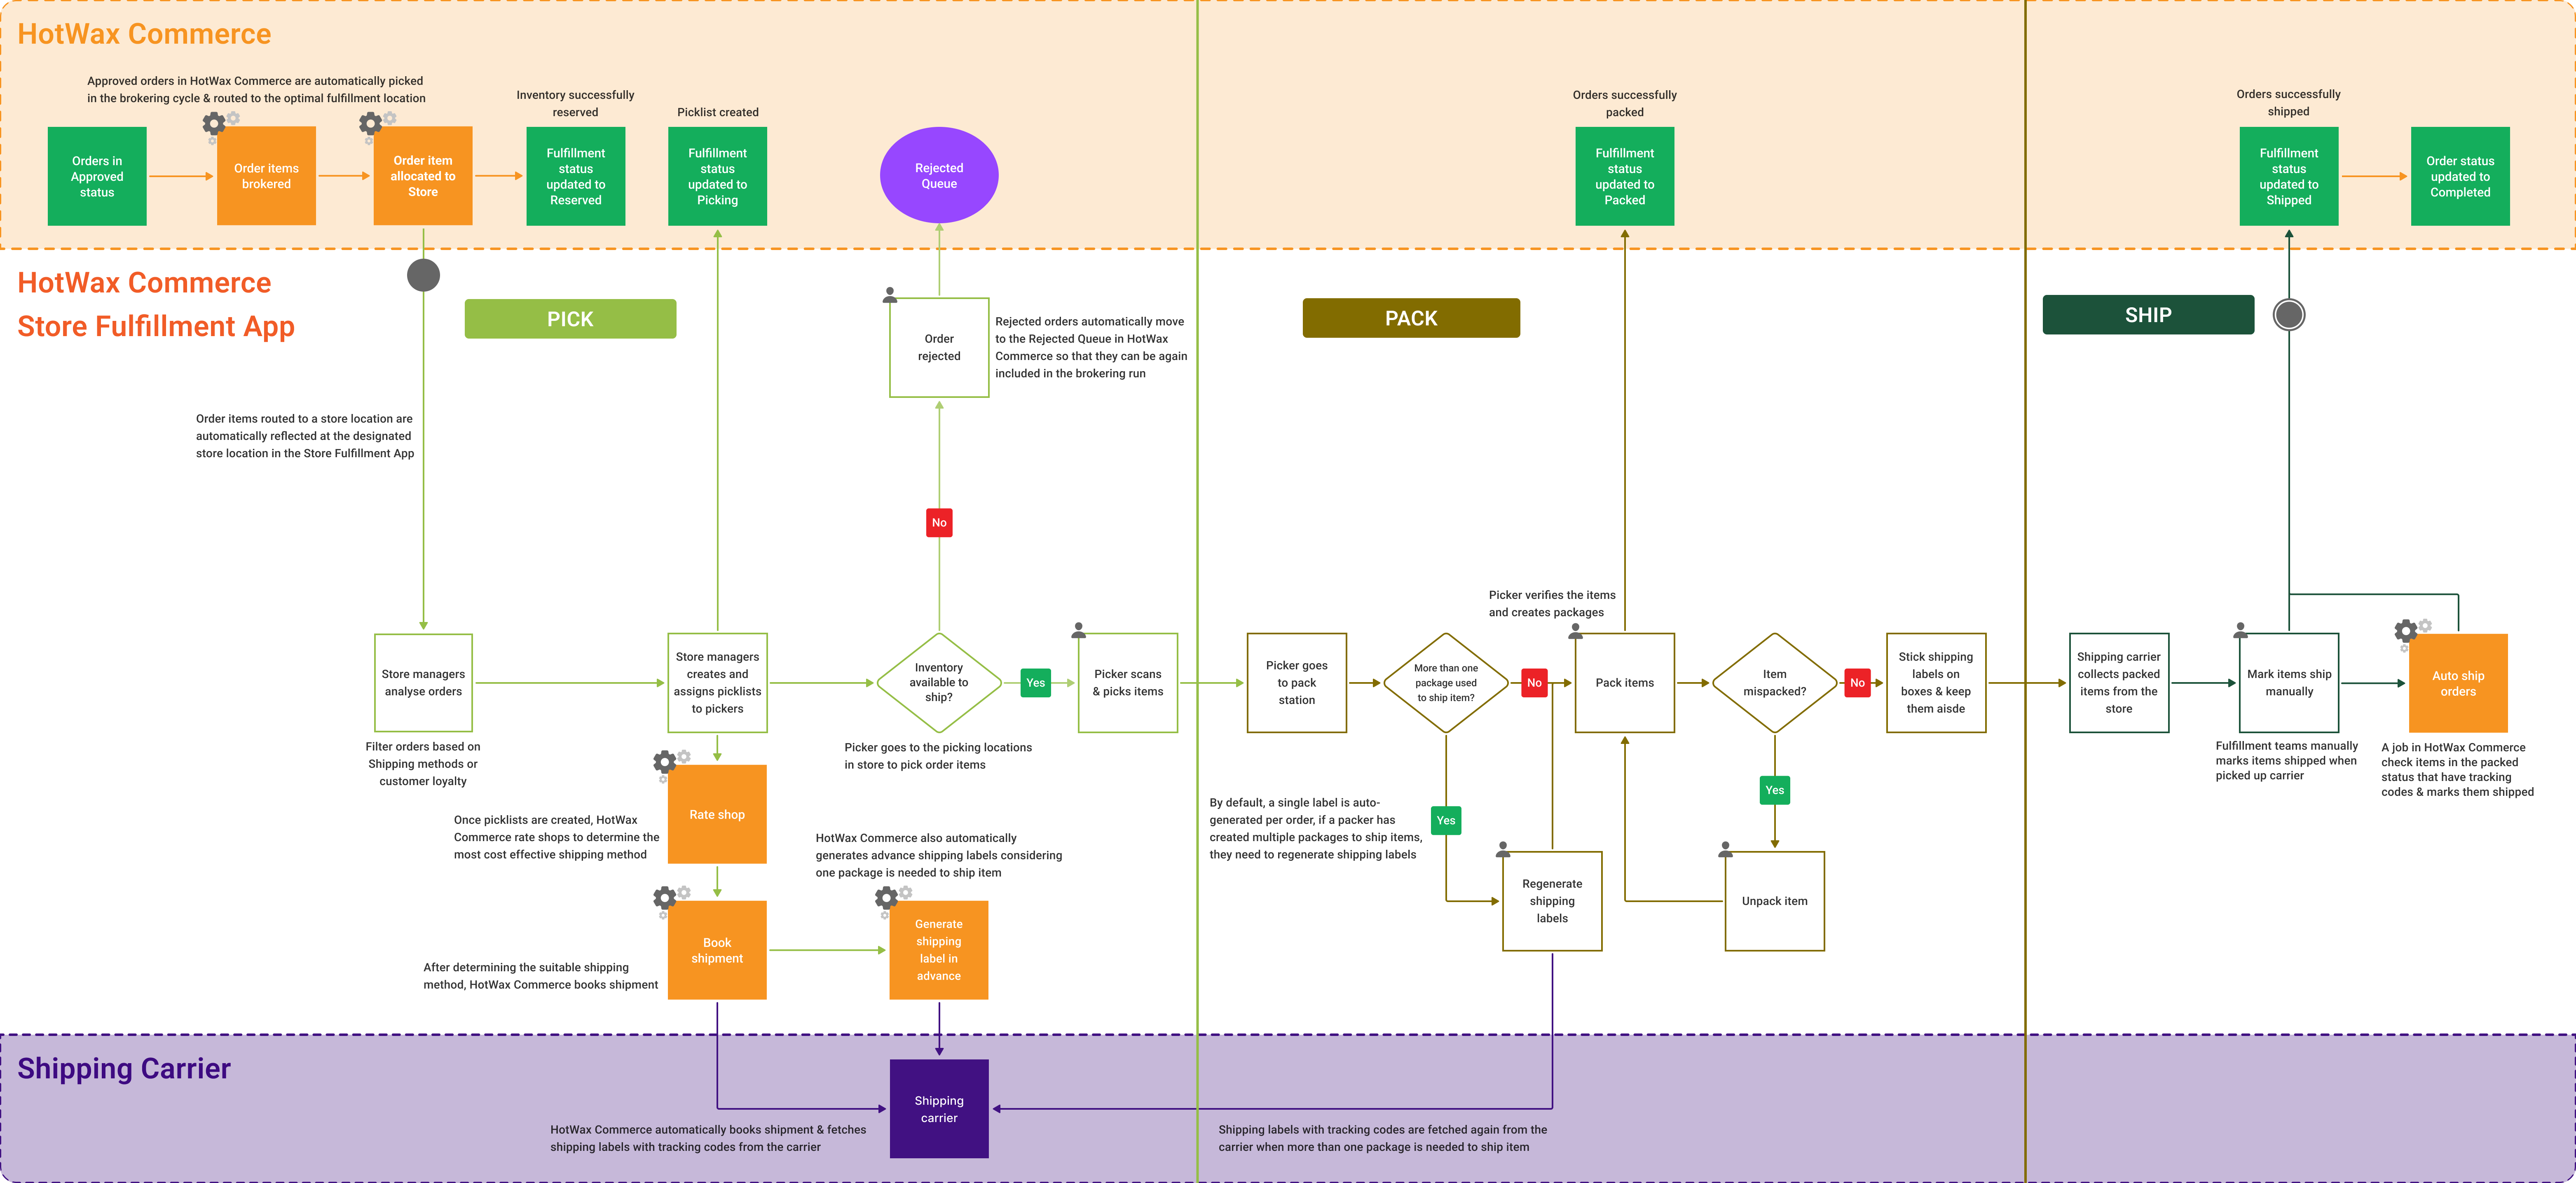 HotWax Commerce
Approved orders in HotWax Commerce are automatically picked
in the brokering cycle & routed to the optimal fulfillment location
Orders in
Approved
status
Order items
brokered
Order item
allocated to
Store
Inventory successfully
reserved
Fulfillment
status
updated to
Reserved
Picklist created
Fulfillment
status
updated to
Picking
Rejected
Queue
Orders successfully
packed
Fulfillment
status
updated to
Packed
Orders successfully
shipped
Fulfillment
status
updated to
Shipped
Order status
updated to
Completed
HotWax Commerce
Store Fulfillment App
PICK
PACK
SHIP
Order
rejected
Rejected orders automatically move
to the Rejected Queue in HotWax
Commerce so that they can be again
included in the brokering run
Order items routed to a store location are
automatically reflected at the designated
store location in the Store Fulfillment App
No
Store managers
analyse orders
Filter orders based on
Shipping methods or
customer loyalty
Store managers
creates and
assigns picklists
to pickers
Inventory
available to
ship?
Yes
Picker goes to the picking locations
in store to pick order items
Picker scans
& picks items
Picker goes
to pack
station
More than one
package used
to ship item?
No
Picker verifies the items
and creates packages
Pack items
Item
mispacked?
No
Stick shipping
labels on
boxes & keep
them aisde
Shipping carrier
collects packed
items from the
store
Mark items ship
manually
Fulfillment teams manually
marks items shipped when
picked up carrier
Auto ship
orders
A job in HotWax Commerce
check items in the packed
status that have tracking
codes & marks them shipped
Rate shop
Once picklists are created, HotWax
Commerce rate shops to determine the
most cost effective shipping method
HotWax Commerce also automatically
generates advance shipping labels considering
one package is needed to ship item
By default, a single label is auto-
generated per order, if a packer has
created multiple packages to ship items,
they need to regenerate shipping labels
Yes
Yes
Regenerate
shipping
labels
Unpack item
Book
shipment
After determining the suitable shipping
method, HotWax Commerce books shipment
Generate
shipping
label in
advance
Shipping Carrier
Shipping
carrier
HotWax Commerce automatically books shipment & fetches
shipping labels with tracking codes from the carrier
Shipping labels with tracking codes are fetched again from the
carrier when more than one package is needed to ship item